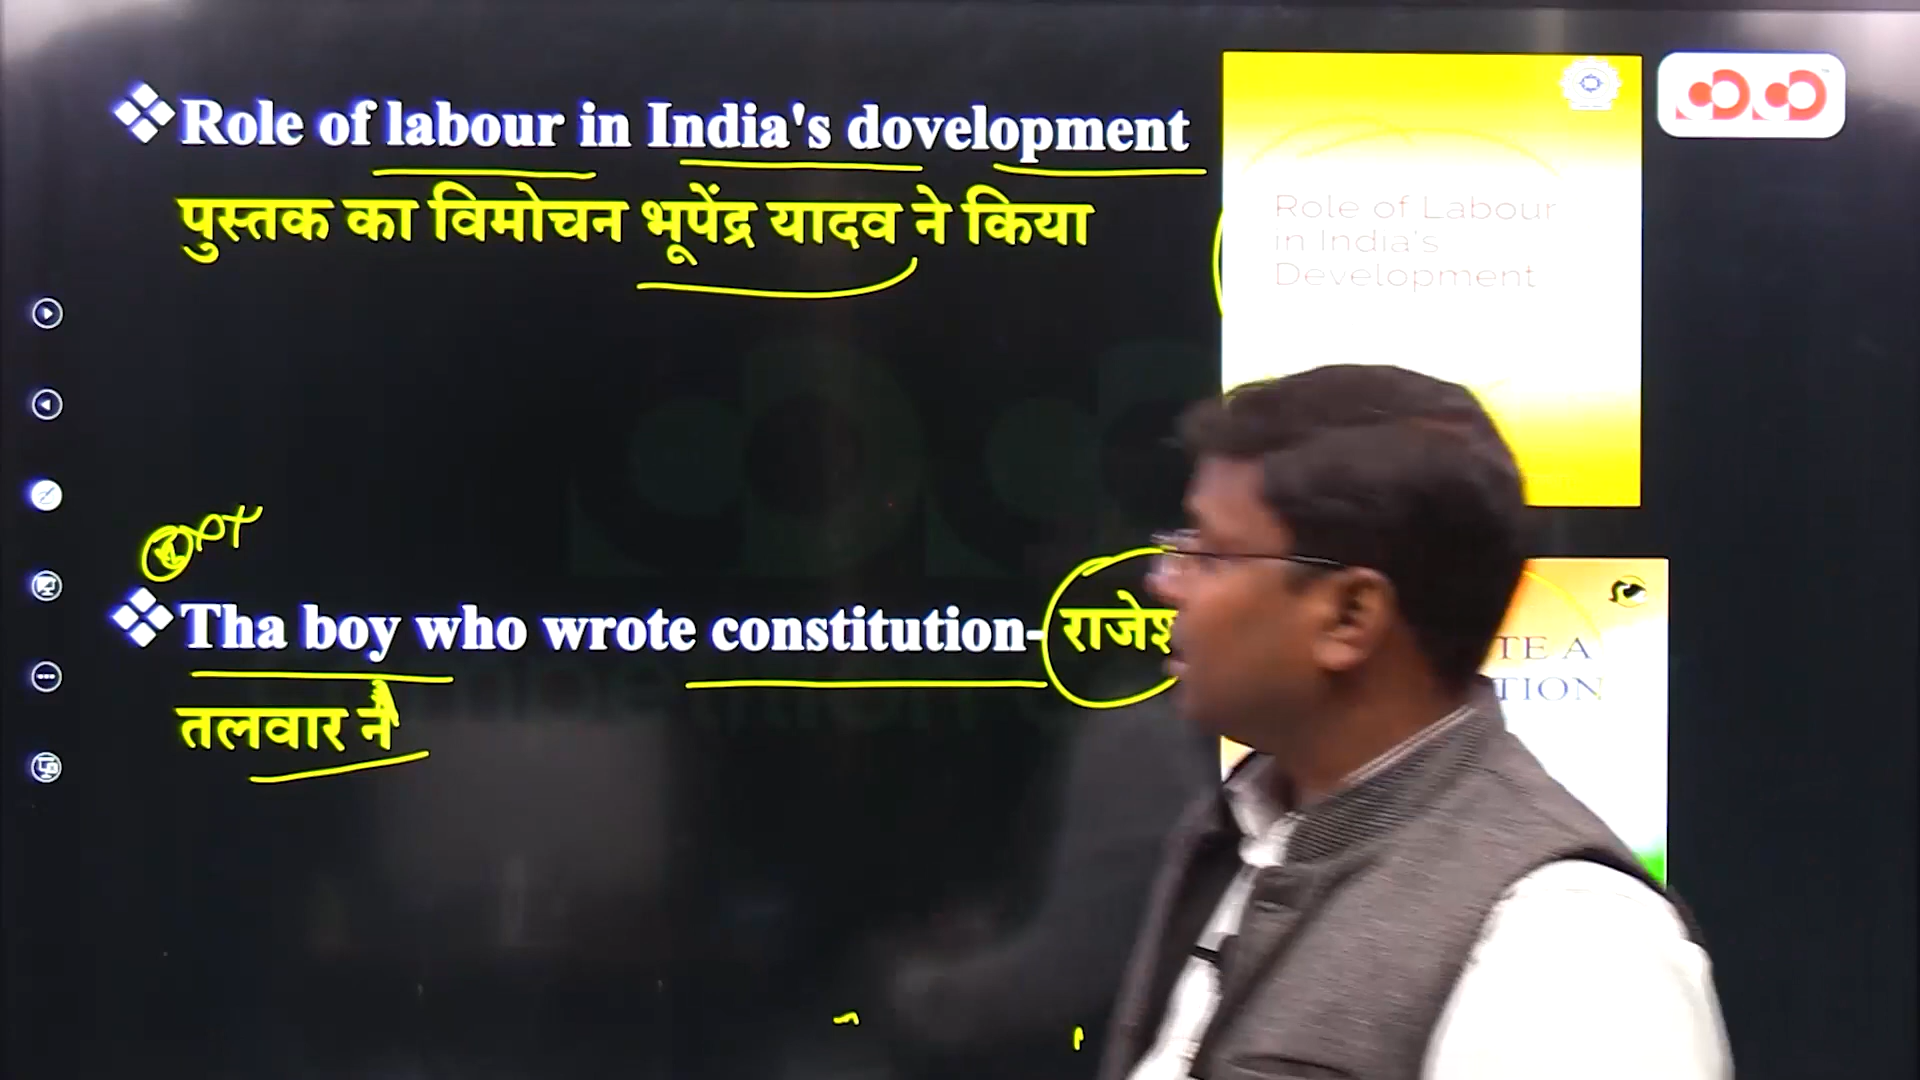 Role of labour in India's dovelopment
पुस्तक का विमोचन भूपेंद्र यादव ने किया
Role of Labour
in India's
Development
Tha boy who wrote constitution-
तलवार ने